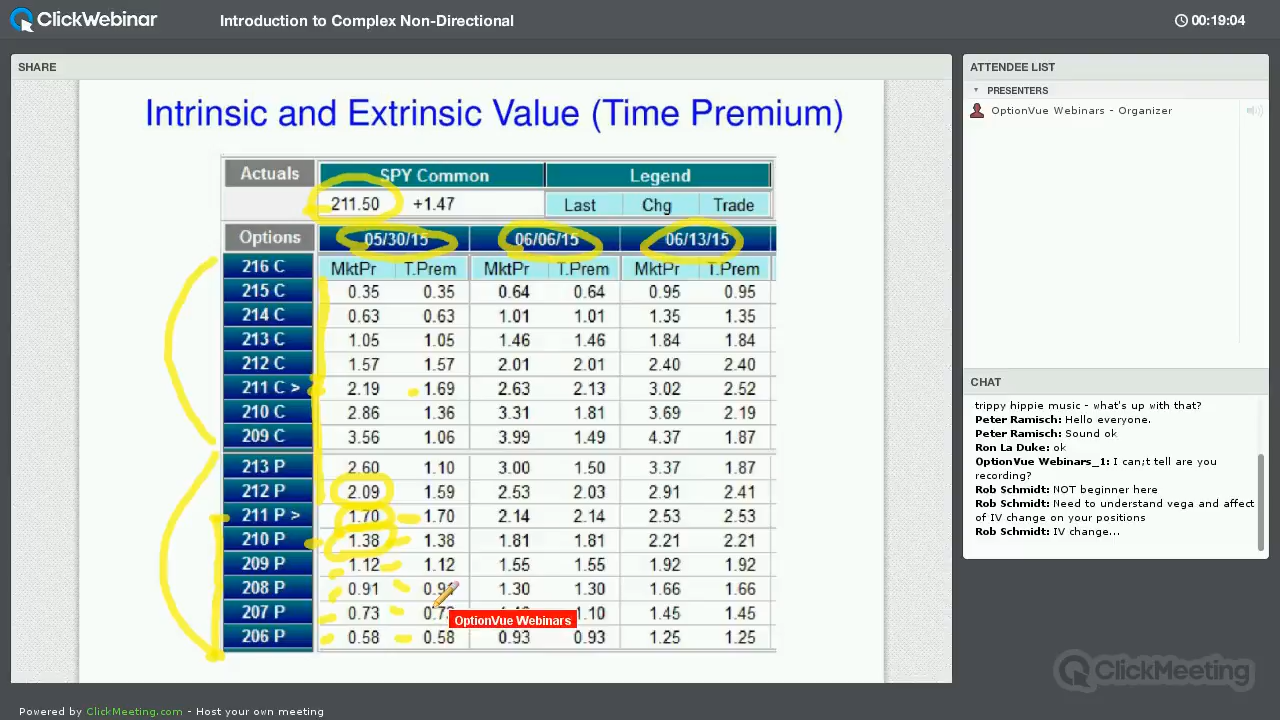 ClickWebinar
Introduction to Complex Non-Directional
00:19:04
SHARE
Intrinsic and Extrinsic Value (Time Premium)
Actuals SPY Common Legend
211.50 +1.47 Last Chg Trade
Options 05/30/15 06/06/15 06/13/15
216 C MktPr T.Prem MktPr T.Prem MktPr T.Prem
215 C 0.35 0.35 0.64 0.64 0.95 0.95
214 C 0.63 0.63 1.01 1.01 1.35 1.35
213 C 1.05 1.05 1.46 1.46 1.84 1.84
212 C 1.57 1.57 2.01 2.01 2.40 2.40
211 C > 2.19 1.69 2.63 2.13 3.02 2.52
210 C 2.86 1.36 3.31 1.81 3.69 2.19
209 C 3.56 1.06 3.99 1.49 4.37 1.87
213 P 2.60 1.10 3.00 1.50 3.37 1.87
212 P 2.09 1.59 2.53 2.03 2.91 2.41
211 P > 1.70 1.70 2.14 2.14 2.53 2.53
210 P 1.38 1.38 1.81 1.81 2.21 2.21
209 P 1.12 1.12 1.55 1.55 1.92 1.92
208 P 0.91 1.30 1.30 1.66 1.66
207 P 0.73 1.10 1.45 1.45
206 P 0.58 0.58 0.93 0.93 1.25 1.25
OptionVue Webinars
ATTENDEE LIST
PRESENTERS
OptionVue Webinars - Organizer
CHAT
trippy hippie music - what's up with that?
Peter Ramisch: Hello everyone.
Peter Ramisch: Sound ok
Ron La Duke: ok
OptionVue Webinars_1: I can;t tell are you
recording?
Rob Schmidt: NOT beginner here
Rob Schmidt: Need to understand vega and affect
of IV change on your positions
Rob Schmidt: IV change...
ClickMeeting
Powered by ClickMeeting.com - Host your own meeting